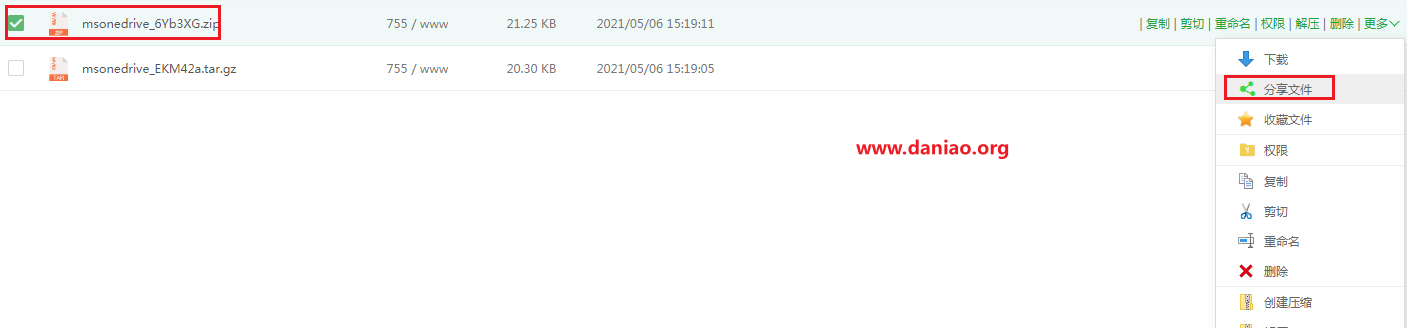 msonedrive_6Yb3XG.zip 755 / www 21.25 KB 2021/05/06 15:19:11 | 复制 | 剪切 | 重命名 | 权限 | 解压 | 删除 | 更多
ZIP
下载
msonedrive_EKM42a.tar.gz 755 / www 20.30 KB 2021/05/06 15:19:05
TAR
分享文件
收藏文件
www.daniao.org
权限
复制
剪切
重命名
删除
创建压缩